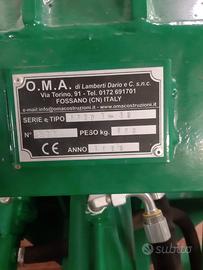 O.M.A. di Lamberti Dario e C. s.n.c.
Via Torino, 91 - Tel. 0172 691701
FOSSANO (CN) ITALY
e-mail info@omacostruzioni.it - www.omacostruzioni.it
SERIE e TIPO
N° PESO kg.
CE ANNO
subito